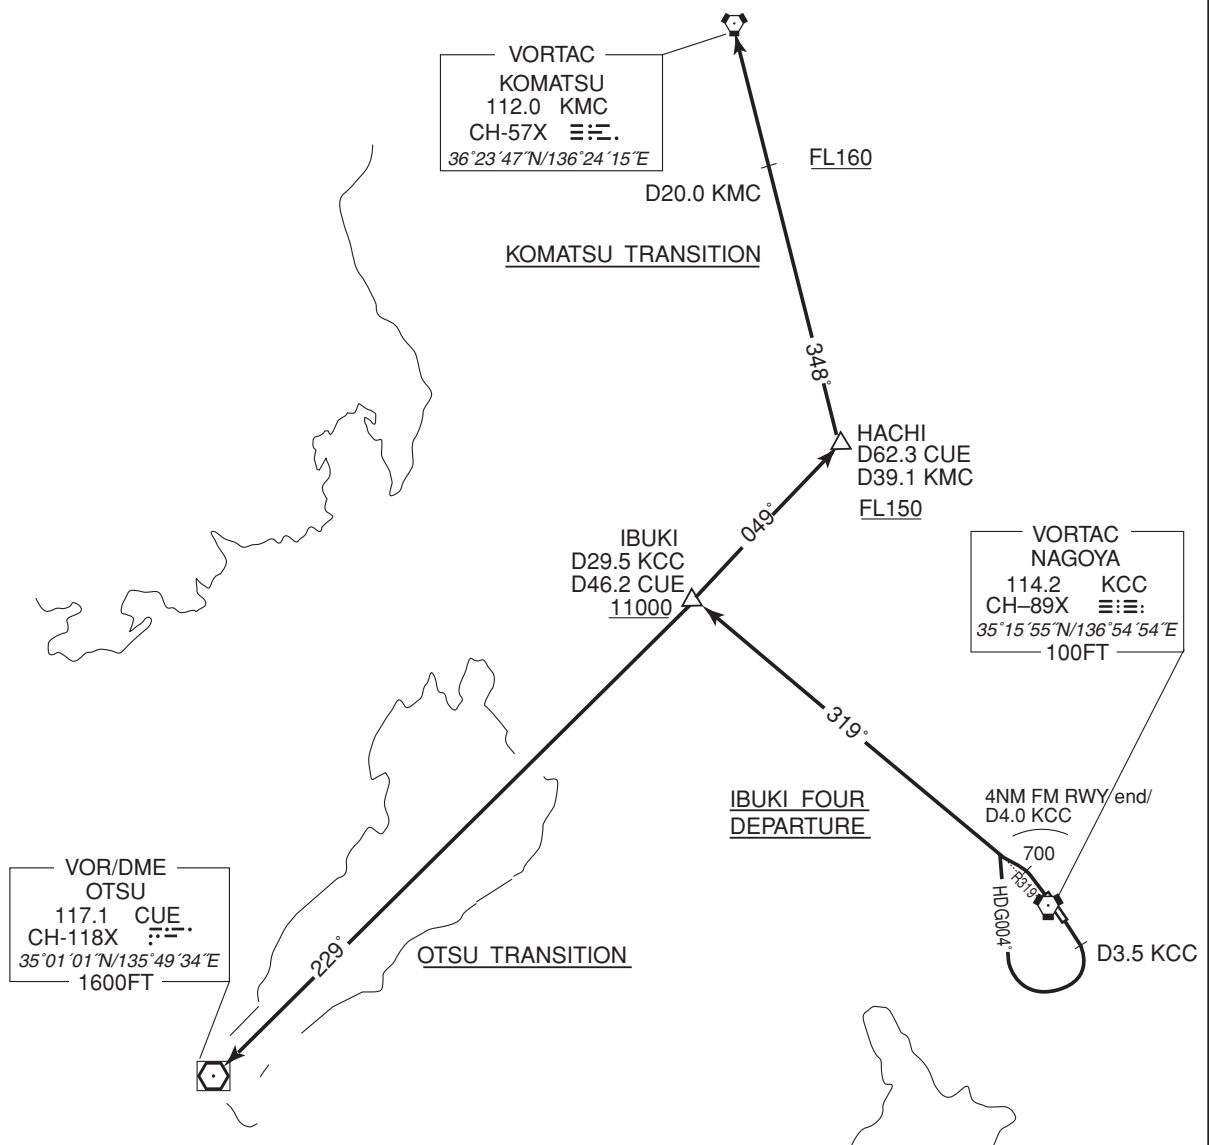 VORTAC
KOMATSU
112.0 KMC
CH-57X
36°23´47˝N/136°24´15˝E
FL160
D20.0 KMC
KOMATSU TRANSITION
348°
HACHI
D62.3 CUE
D39.1 KMC
FL150
049°
IBUKI
D29.5 KCC
D46.2 CUE
11000
VORTAC
NAGOYA
114.2 KCC
CH–89X
35°15´55˝N/136°54´54˝E
100FT
319°
IBUKI FOUR
DEPARTURE
4NM FM RWY end/
D4.0 KCC
700
R319°
HDG004°
D3.5 KCC
VOR/DME
OTSU
117.1 CUE
CH-118X
35°01´01˝N/135°49´34˝E
1600FT
229°
OTSU TRANSITION